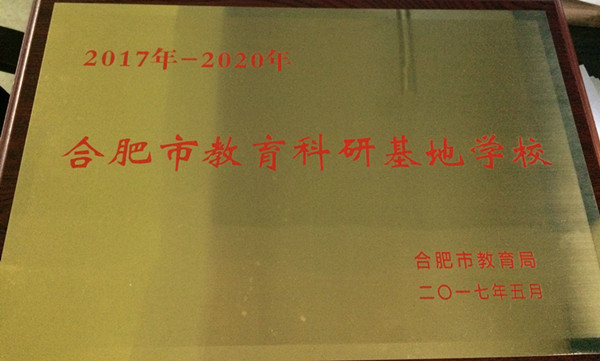 2017年-2020年
合肥市教育科研基地学校
合肥市教育局
二〇一七年五月